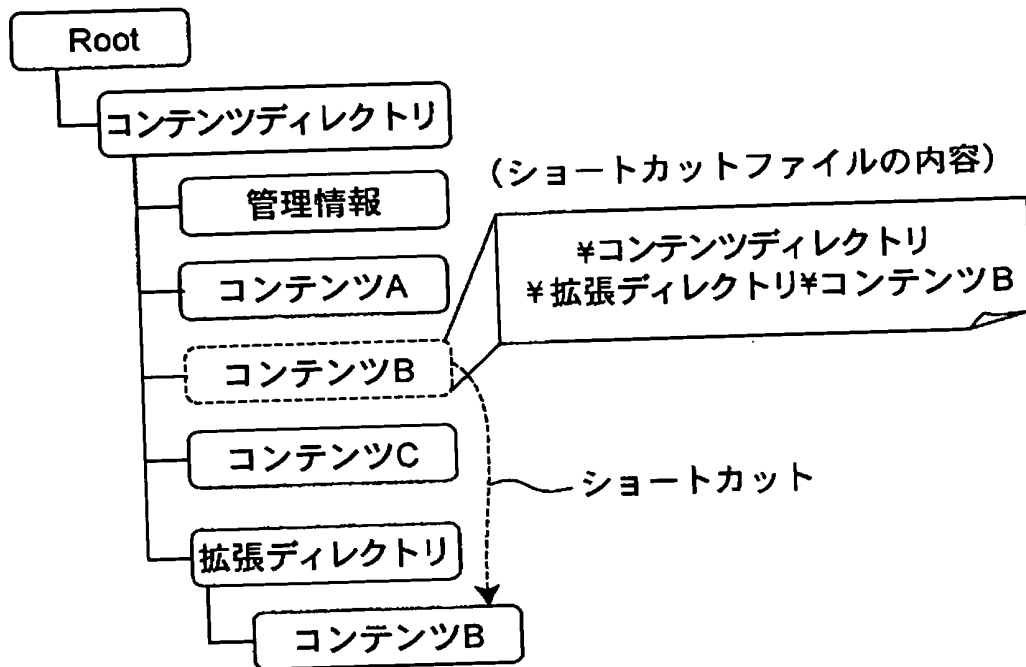 Root
コンテンツディレクトリ
管理情報
コンテンツA
コンテンツB
コンテンツC
拡張ディレクトリ
コンテンツB
(ショートカットファイルの内容)
¥コンテンツディレクトリ
¥拡張ディレクトリ¥コンテンツB
ショートカット